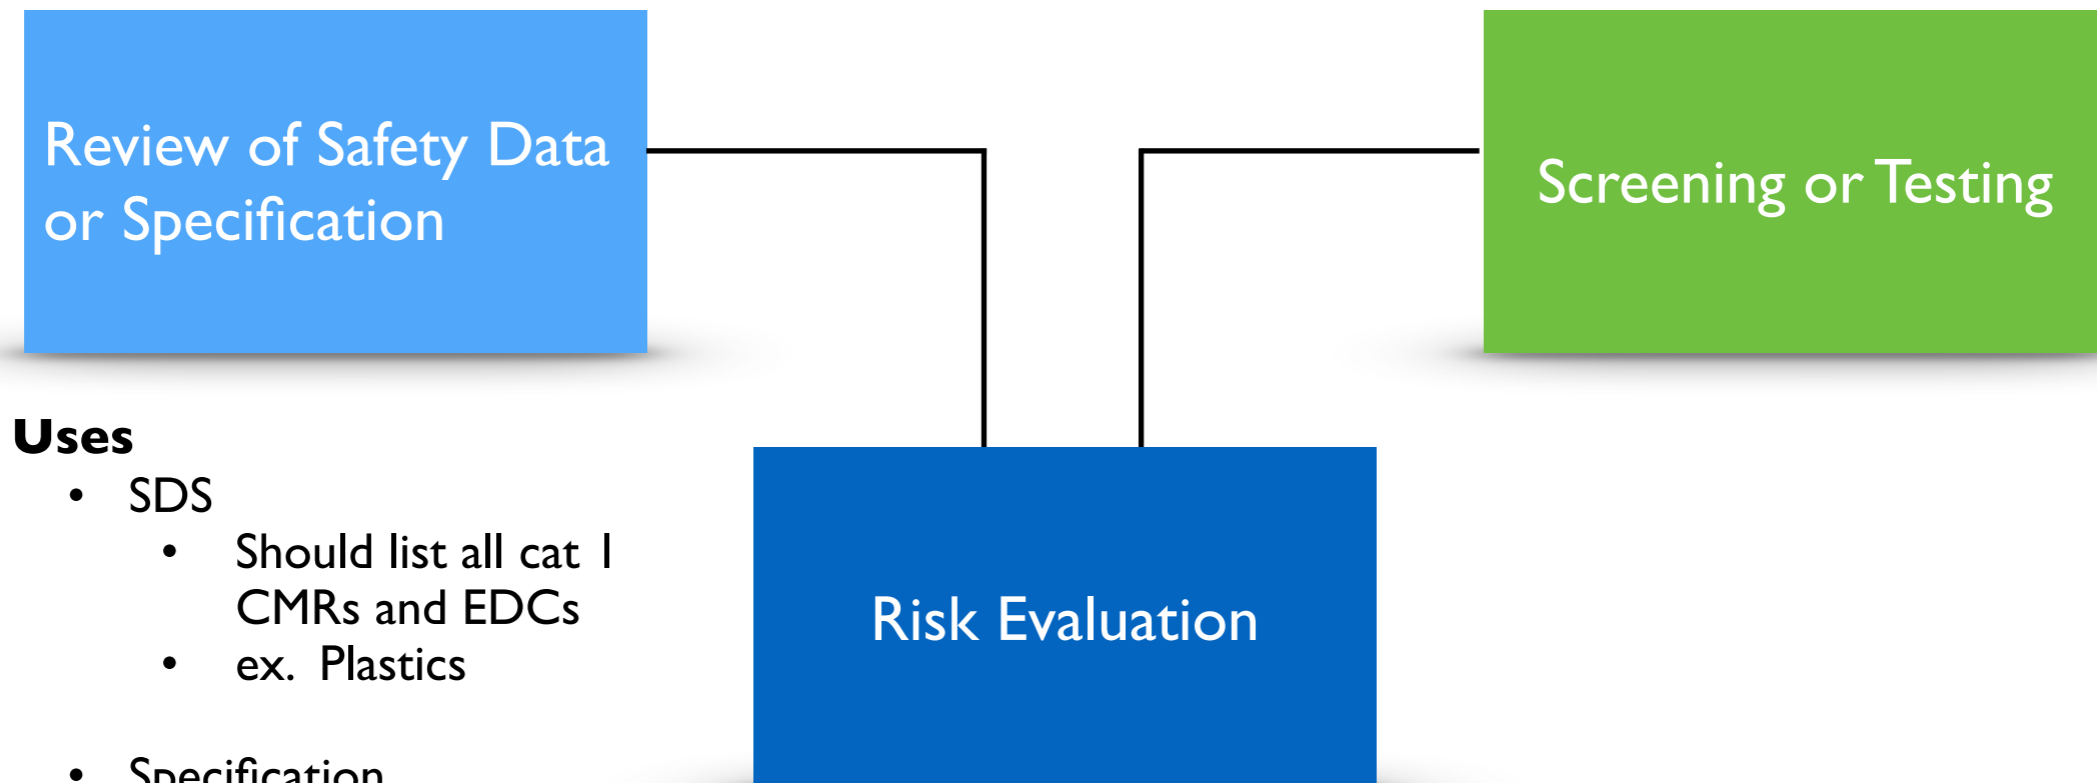 Review of Safety Data
or Specification
Screening or Testing
Uses
• SDS
• Should list all cat 1
CMRs and EDCs
• ex. Plastics
• Specification
Risk Evaluation